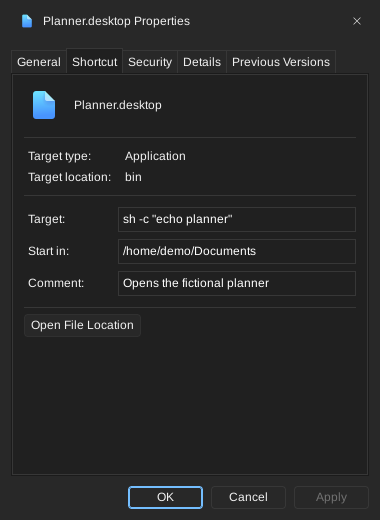 Planner.desktop Properties
General Shortcut Security Details Previous Versions
Planner.desktop
Target type: Application
Target location: bin
Target: sh -c "echo planner"
Start in: /home/demo/Documents
Comment: Opens the fictional planner
Open File Location
OK Cancel Apply